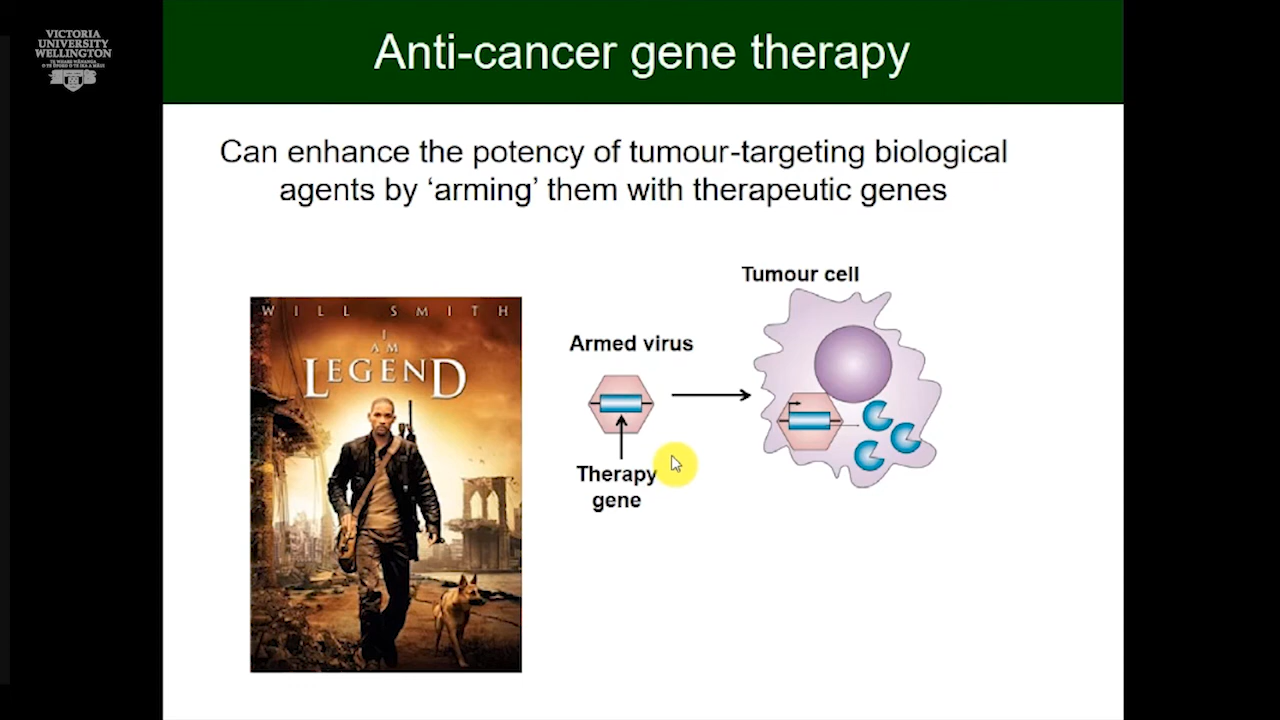 VICTORIA
UNIVERSITY
WELLINGTON
Anti-cancer gene therapy
Can enhance the potency of tumour-targeting biological
agents by ‘arming’ them with therapeutic genes
WILL SMITH
I
AM
LEGEND
Tumour cell
Armed virus
Therapy
gene